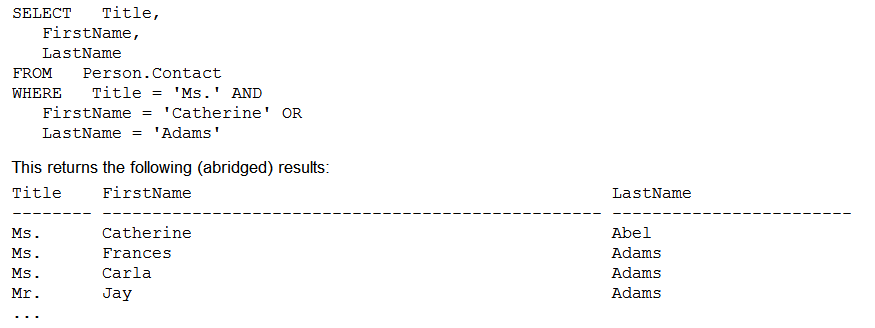 SELECT Title,
FirstName,
LastName
FROM Person.Contact
WHERE Title = 'Ms.' AND
FirstName = 'Catherine' OR
LastName = 'Adams'
This returns the following (abridged) results:
Title FirstName LastName
-------- -------------------------------------------------- ------------------------
Ms. Catherine Abel
Ms. Frances Adams
Ms. Carla Adams
Mr. Jay Adams
...